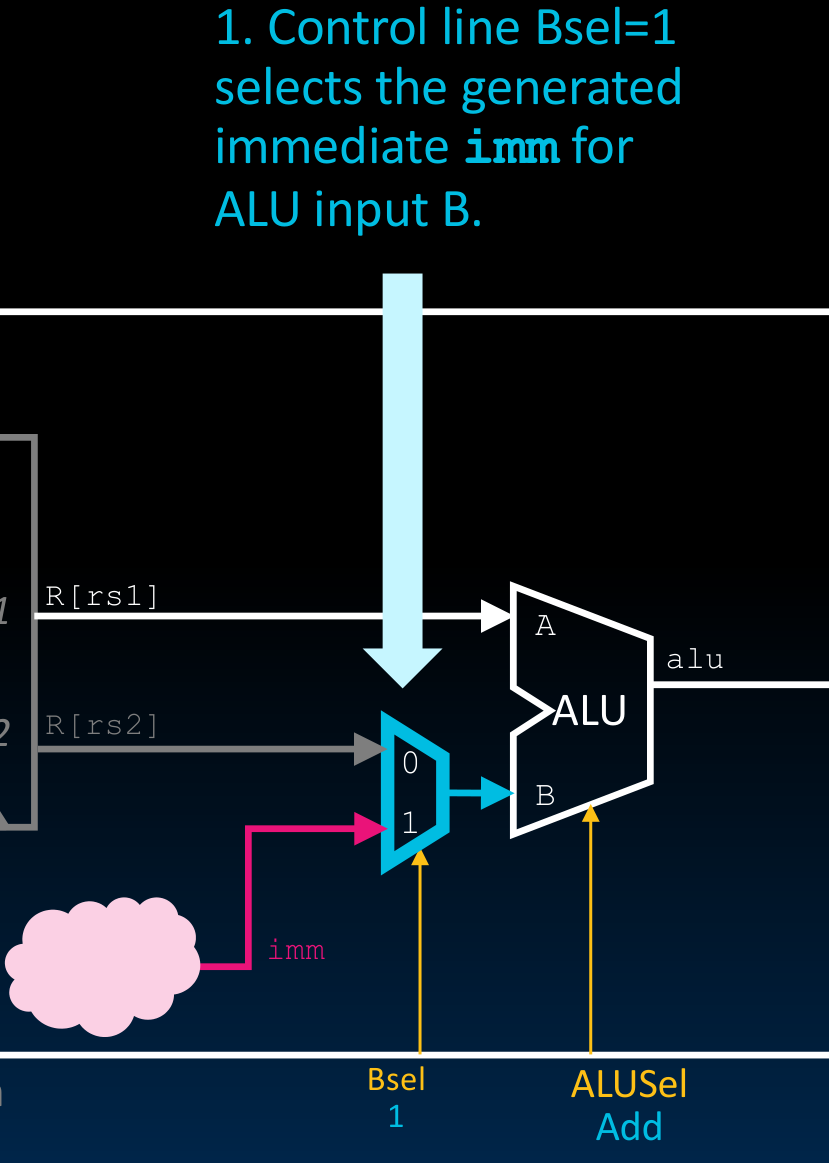 1. Control line Bsel=1
selects the generated
immediate imm for
ALU input B.
R[rs1]
1
A
alu
ALU
R[rs2]
2
0
B
1
imm
Bsel
1
ALUSel
Add